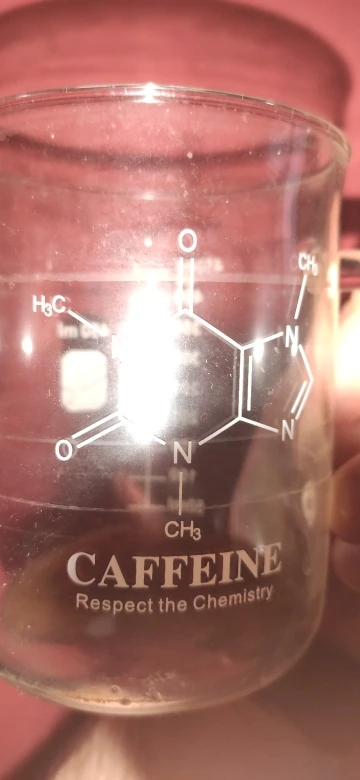 O
CH₃
H₃C
N
O
N
N
CH₃
CAFFEINE
Respect the Chemistry